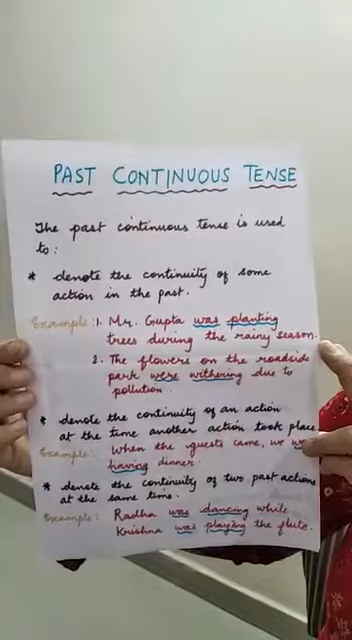 PAST CONTINUOUS TENSE
The past continuous tense is used
to:
* denote the continuity of some
action in the past.
Example: 1. Mr. Gupta was planting
trees during the rainy season.
2. The flowers on the roadside
park were withering due to
pollution.
* denote the continuity of an action
at the time another action took place
Example: When the guests came, we
having dinner.
* denote the continuity of two past actions
at the same time.
Example: Radha was dancing while
Krishna was playing the flute.